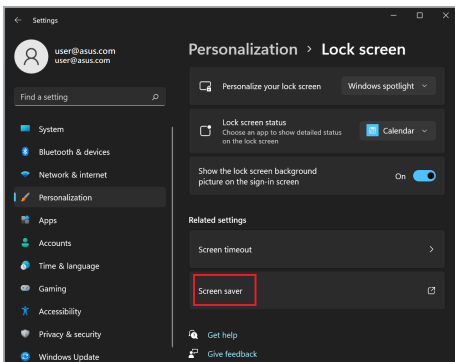 Settings
user@asus.com
user@asus.com
Find a setting
System
Bluetooth & devices
Network & internet
Personalization
Apps
Accounts
Time & language
Gaming
Accessibility
Privacy & security
Windows Update
Personalization > Lock screen
Personalize your lock screen
Windows spotlight
Lock screen status
Choose an app to show detailed status
on the lock screen
Calendar
Show the lock screen background
picture on the sign-in screen
On
Related settings
Screen timeout
Screen saver
Get help
Give feedback